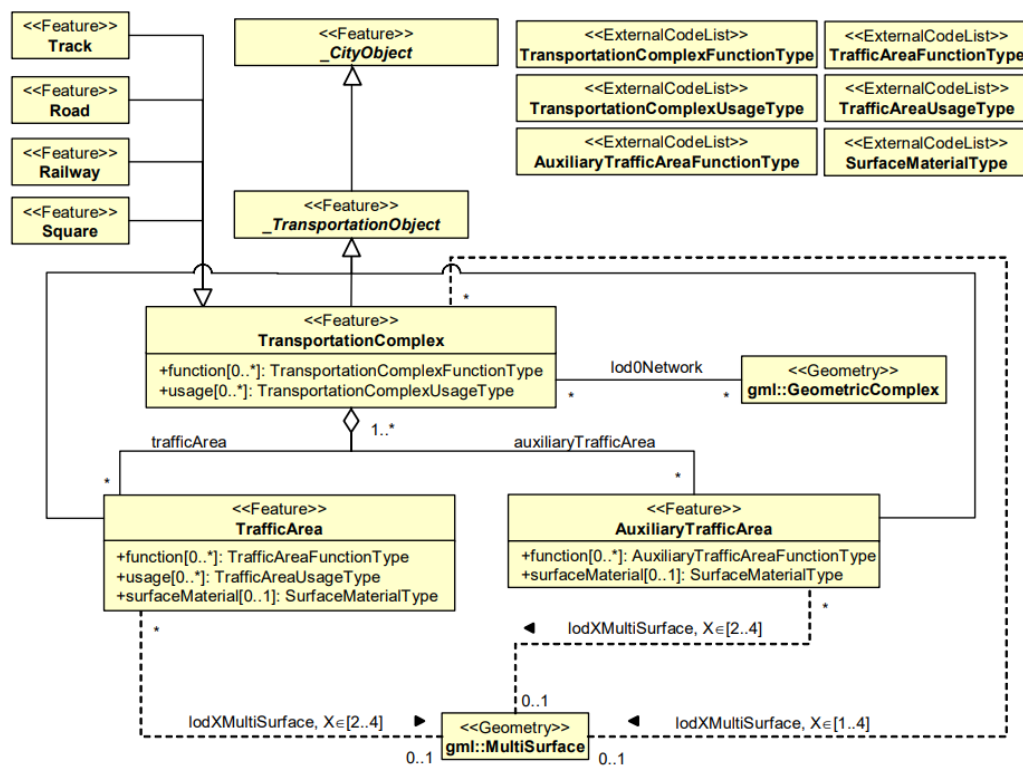 <<Feature>>
Track
<<Feature>>
Road
<<Feature>>
Railway
<<Feature>>
Square
<<Feature>>
_CityObject
<<Feature>>
_TransportationObject
<<ExternalCodeList>>
TransportationComplexFunctionType
<<ExternalCodeList>>
TrafficAreaFunctionType
<<ExternalCodeList>>
TransportationComplexUsageType
<<ExternalCodeList>>
TrafficAreaUsageType
<<ExternalCodeList>>
AuxiliaryTrafficAreaFunctionType
<<ExternalCodeList>>
SurfaceMaterialType
*
<<Feature>>
TransportationComplex
+function[0..*]: TransportationComplexFunctionType
+usage[0..*]: TransportationComplexUsageType
lod0Network
*
*
<<Geometry>>
gml::GeometricComplex
1..*
trafficArea
auxiliaryTrafficArea
*
*
<<Feature>>
TrafficArea
+function[0..*]: TrafficAreaFunctionType
+usage[0..*]: TrafficAreaUsageType
+surfaceMaterial[0..1]: SurfaceMaterialType
<<Feature>>
AuxiliaryTrafficArea
+function[0..*]: AuxiliaryTrafficAreaFunctionType
+surfaceMaterial[0..1]: SurfaceMaterialType
*
*
lodXMultiSurface, X∈[2..4]
0..1
lodXMultiSurface, X∈[2..4]
lodXMultiSurface, X∈[1..4]
<<Geometry>>
gml::MultiSurface
0..1
0..1